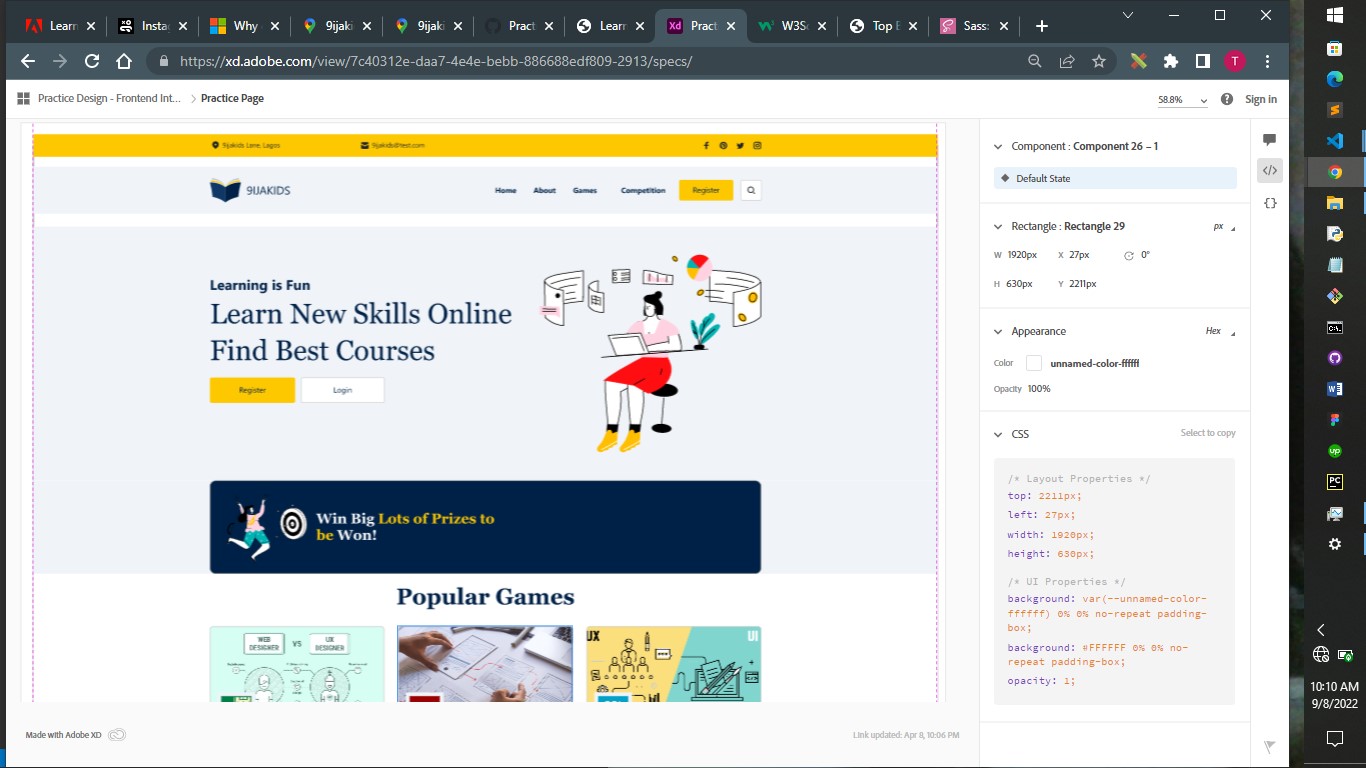 Learn
Insta
Why
9ijaki
9ijaki
Pract
Learn
Xd
Pract
W3S
Top B
Sass:
https://xd.adobe.com/view/7c40312e-daa7-4e4e-bebb-886688edf809-2913/specs/
T
Practice Design - Frontend Int...
Practice Page
58.8%
Sign in
9ijakids Lane, Lagos
9ijakids@test.com
9IJAKIDS
Home
About
Games
Competition
Register
Learning is Fun
Learn New Skills Online
Find Best Courses
Register
Login
Win Big Lots of Prizes to
be Won!
Popular Games
WEB
DESIGNER
VS
UX
DESIGNER
UX
UI
Made with Adobe XD
Link updated: Apr 8, 10:06 PM
Component : Component 26 – 1
Default State
Rectangle : Rectangle 29
px
W 1920px
X 27px
0°
H 630px
Y 2211px
Appearance
Hex
Color
unnamed-color-ffffff
Opacity 100%
CSS
Select to copy
/* Layout Properties */
top: 2211px;
left: 27px;
width: 1920px;
height: 630px;
/* UI Properties */
background: var(--unnamed-color-
ffffff) 0% 0% no-repeat padding-
box;
background: #FFFFFF 0% 0% no-
repeat padding-box;
opacity: 1;
up
PC
10:10 AM
9/8/2022